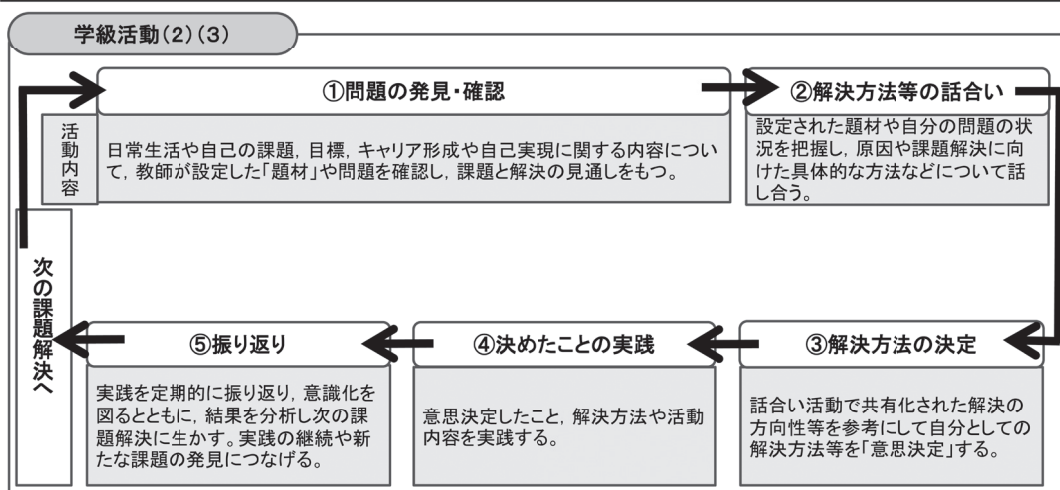 学級活動(2)(3)
①問題の発見・確認
活動内容
日常生活や自己の課題，目標，キャリア形成や自己実現に関する内容につい
て，教師が設定した「題材」や問題を確認し，課題と解決の見通しをもつ。
②解決方法等の話合い
設定された題材や自分の問題の状
況を把握し，原因や課題解決に向
けた具体的な方法などについて話
し合う。
③解決方法の決定
話合い活動で共有化された解決の
方向性等を参考にして自分としての
解決方法等を「意思決定」する。
④決めたことの実践
意思決定したこと，解決方法や活動
内容を実践する。
⑤振り返り
実践を定期的に振り返り，意識化を
図るとともに，結果を分析し次の課
題解決に生かす。実践の継続や新
たな課題の発見につなげる。
次の課題解決へ